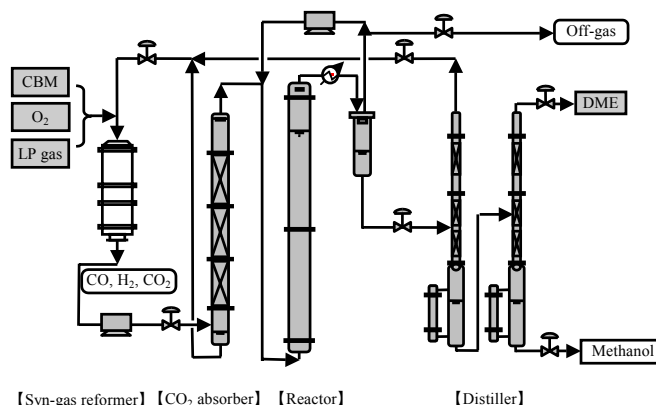 Off-gas
CBM
O₂
LP gas
DME
CO, H₂, CO₂
Methanol
【Syn-gas reformer】【CO₂ absorber】【Reactor】【Distiller】